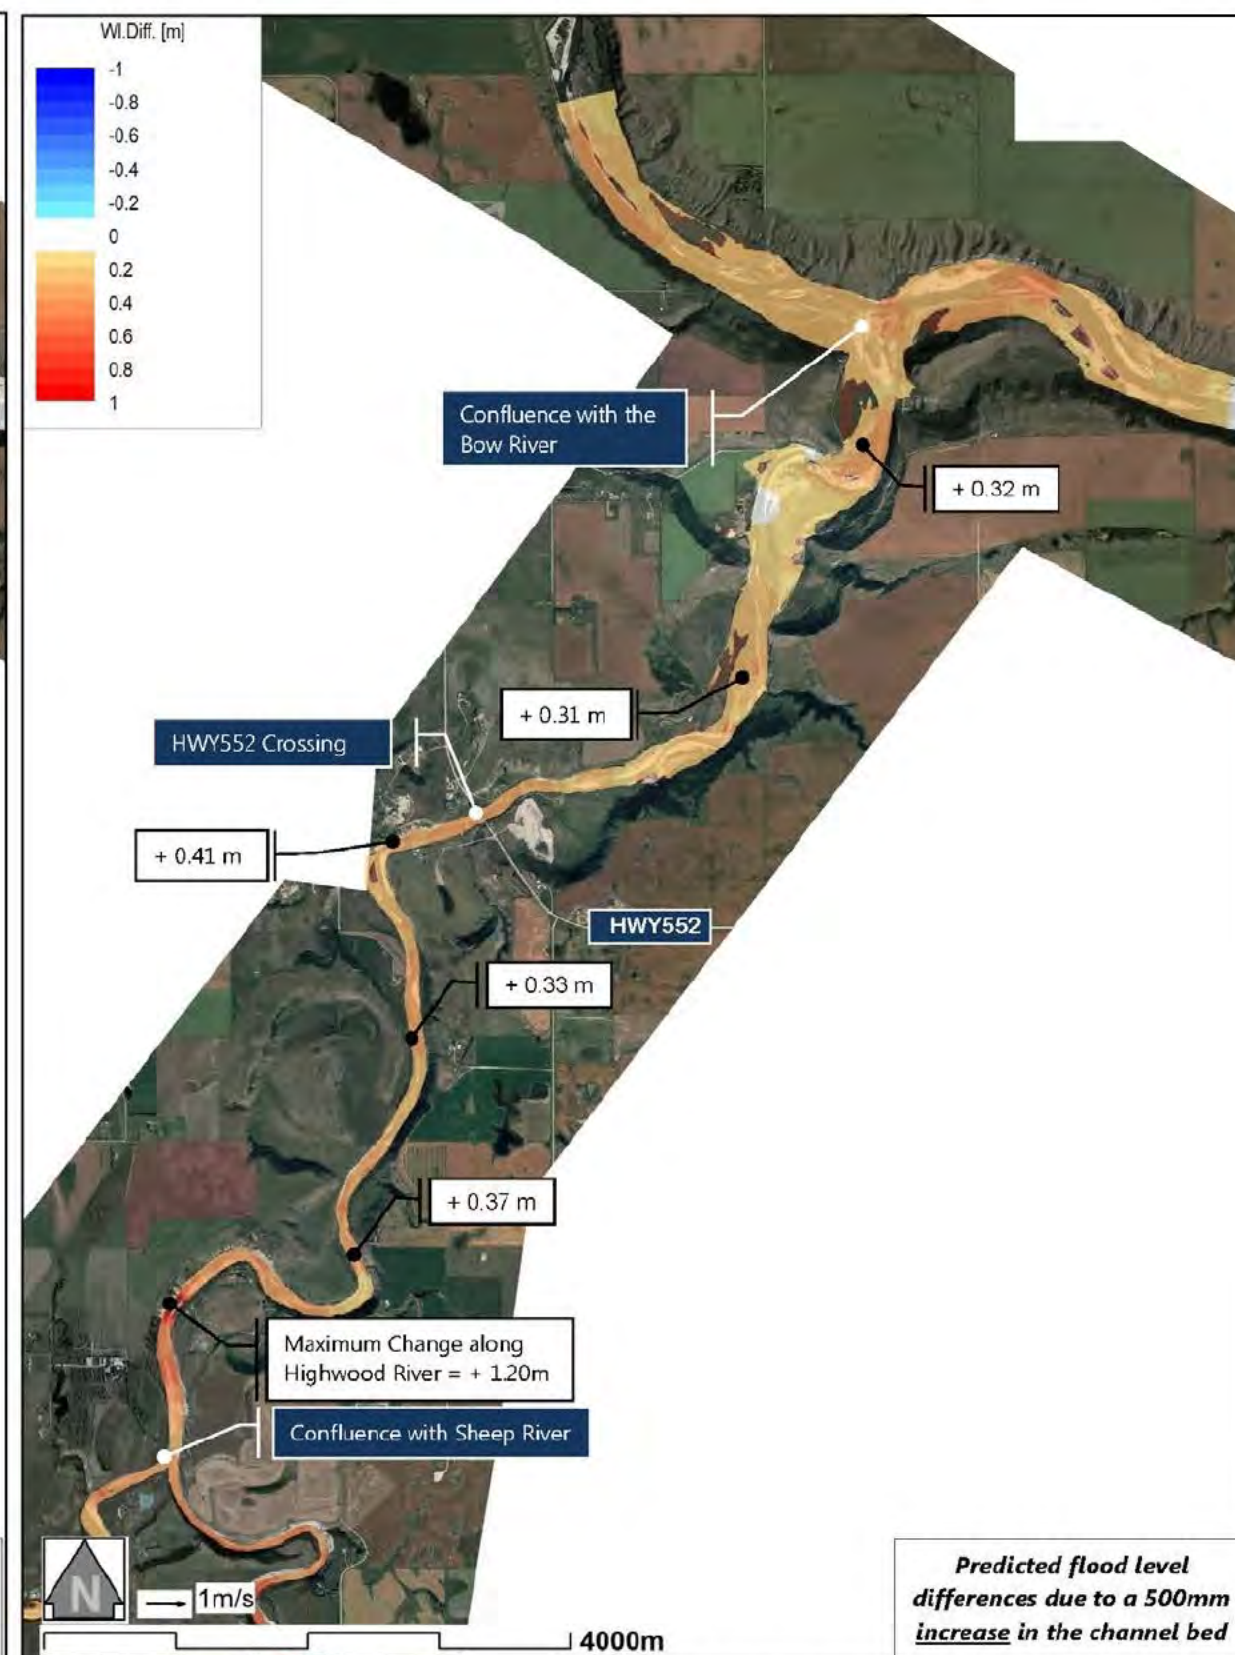 Wl.Diff. [m]
-1
-0.8
-0.6
-0.4
-0.2
0
0.2
0.4
0.6
0.8
1
Confluence with the
Bow River
+ 0.32 m
+ 0.31 m
HWY552 Crossing
+ 0.41 m
HWY552
+ 0.33 m
+ 0.37 m
Maximum Change along
Highwood River = + 1.20m
Confluence with Sheep River
N
1m/s
4000m
Predicted flood level
differences due to a 500mm
increase in the channel bed